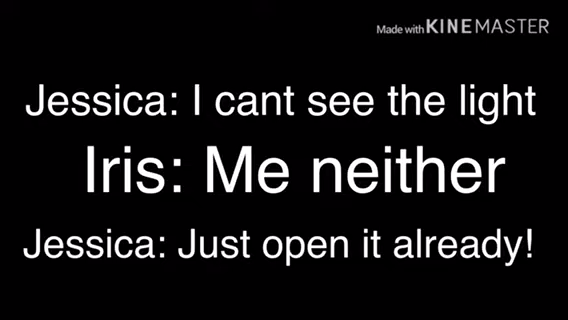 Made with KINEMASTER
Jessica: I cant see the light
Iris: Me neither
Jessica: Just open it already!